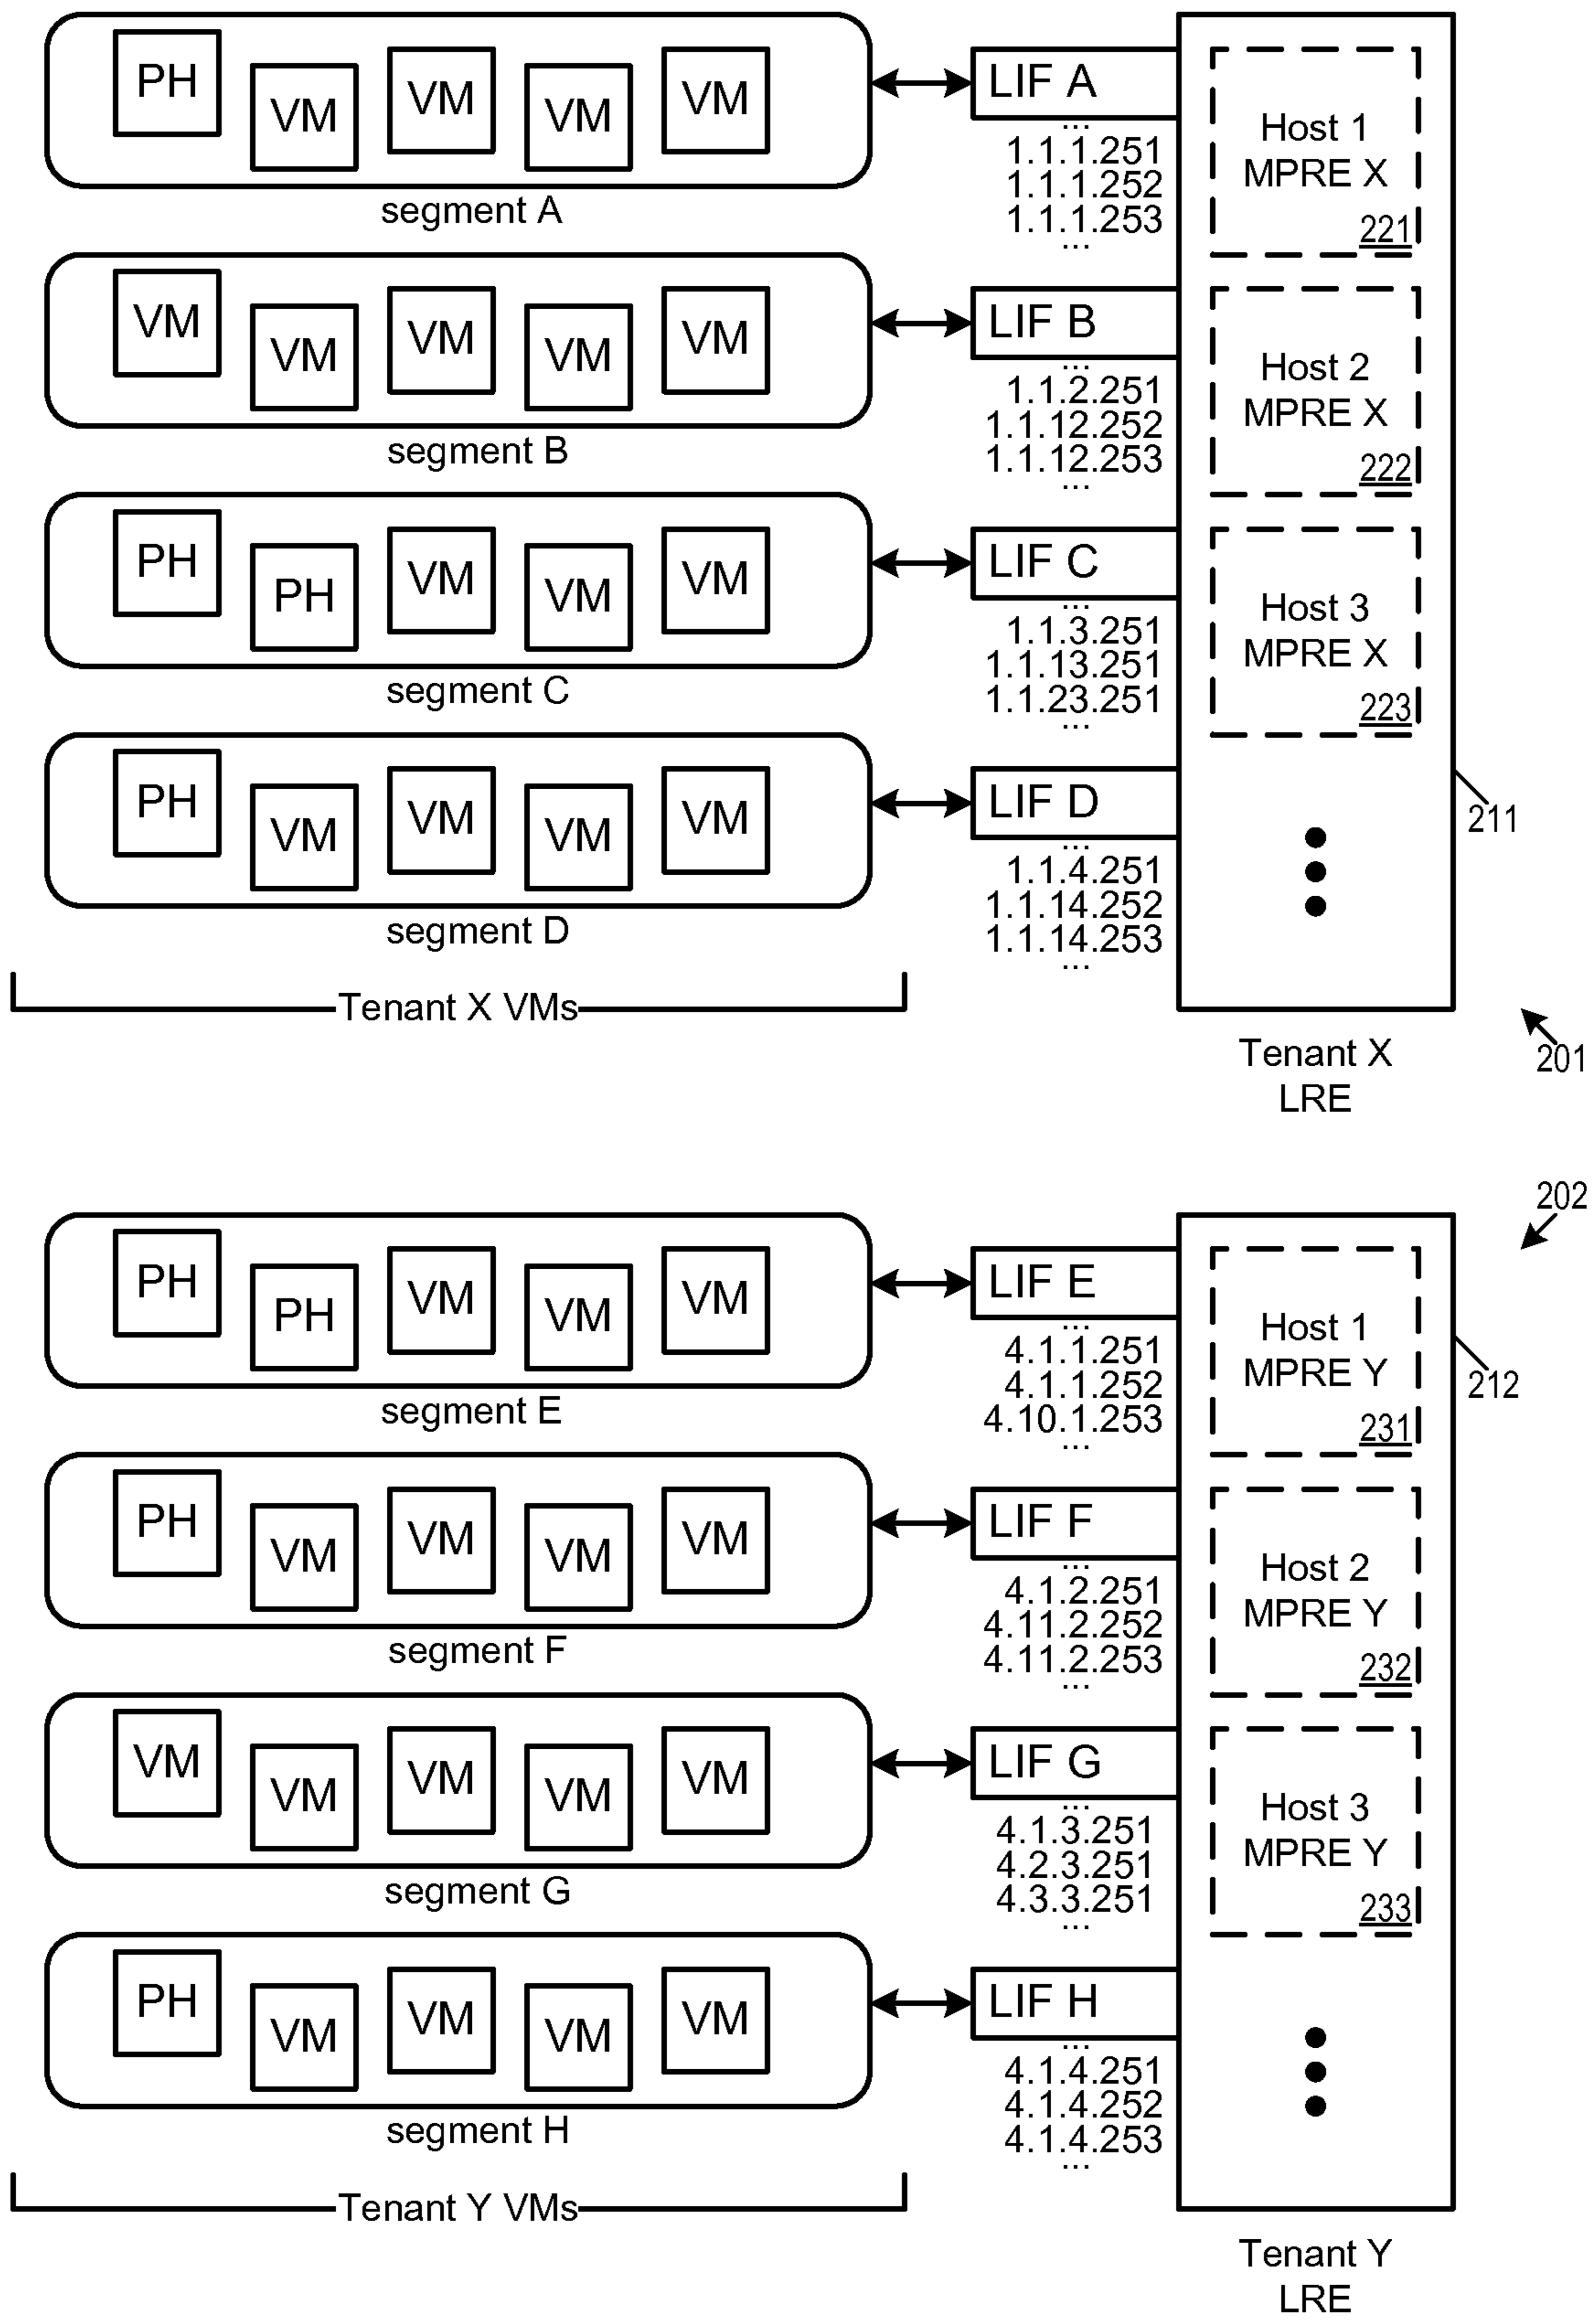 PH VM VM VM VM
segment A
LIF A
...
1.1.1.251
1.1.1.252
1.1.1.253
...
Host 1
MPRE X
221
VM VM VM VM VM
segment B
LIF B
...
1.1.2.251
1.1.12.252
1.1.12.253
...
Host 2
MPRE X
222
PH PH VM VM VM
segment C
LIF C
...
1.1.3.251
1.1.13.251
1.1.23.251
...
Host 3
MPRE X
223
PH VM VM VM VM
segment D
LIF D
...
1.1.4.251
1.1.14.252
1.1.14.253
...
211
Tenant X VMs
Tenant X
LRE
201
202
PH PH VM VM VM
segment E
LIF E
...
4.1.1.251
4.1.1.252
4.10.1.253
...
Host 1
MPRE Y
231
212
PH VM VM VM VM
segment F
LIF F
...
4.1.2.251
4.11.2.252
4.11.2.253
...
Host 2
MPRE Y
232
VM VM VM VM VM
segment G
LIF G
...
4.1.3.251
4.2.3.251
4.3.3.251
...
Host 3
MPRE Y
233
PH VM VM VM VM
segment H
LIF H
...
4.1.4.251
4.1.4.252
4.1.4.253
...
Tenant Y VMs
Tenant Y
LRE